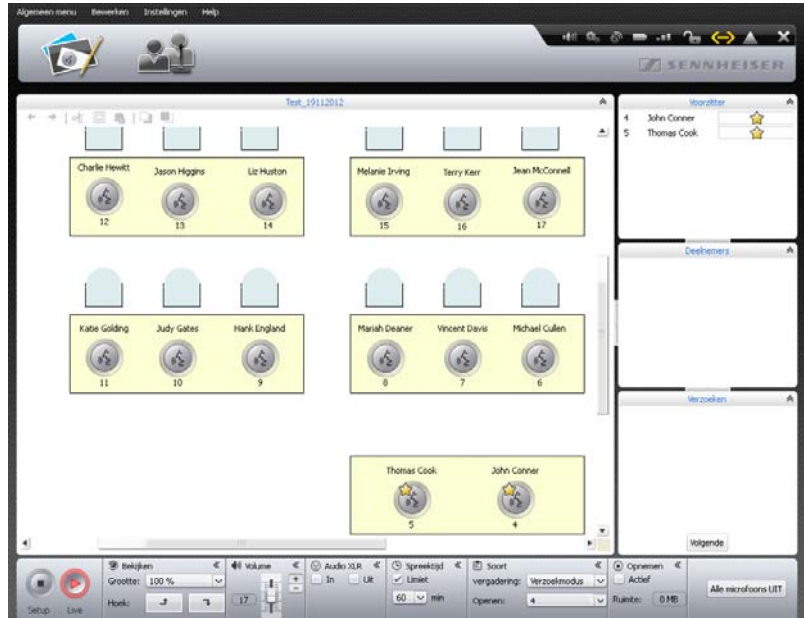 Algemeen menu Bewerken Instellingen Help
SENNHEISER
Test_19112012
Voorzitter
4 John Conner
5 Thomas Cook
Charlie Hewitt Jason Higgins Liz Huston Melanie Irving Terry Kerr Jean McConnell
12 13 14 15 16 17
Deelnemers
Katie Golding Judy Gates Hank England Mariah Deaner Vincent Davis Michael Cullen
11 10 9 8 7 6
Verzoeken
Thomas Cook John Conner
5 4
Volgende
Bekijken Volume Audio XLR Spreektijd Soort Opnemen
Grootte: 100 % In Uit Limiet vergadering: Verzoekmodus Actief
Hoek: 17 60 min Openen: 4 Ruimte: 0 MB
Alle microfoons UIT
Setup Live